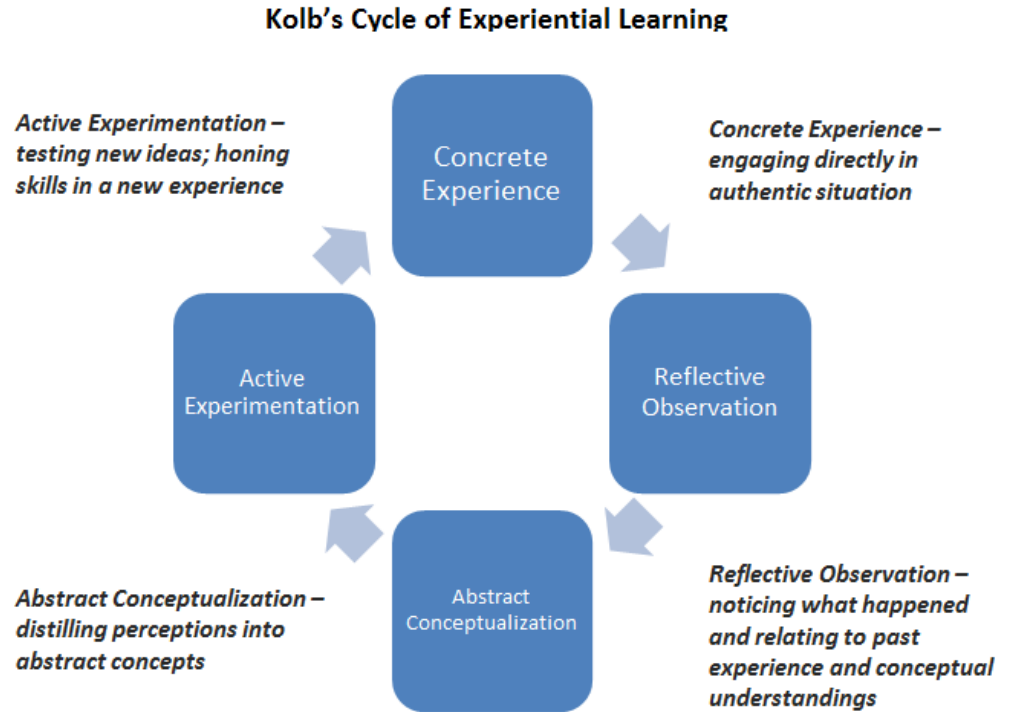 Kolb's Cycle of Experiential Learning
Active Experimentation –
testing new ideas; honing
skills in a new experience
Concrete
Experience
Concrete Experience –
engaging directly in
authentic situation
Active
Experimentation
Reflective
Observation
Abstract
Conceptualization
Abstract Conceptualization –
distilling perceptions into
abstract concepts
Reflective Observation –
noticing what happened
and relating to past
experience and conceptual
understandings